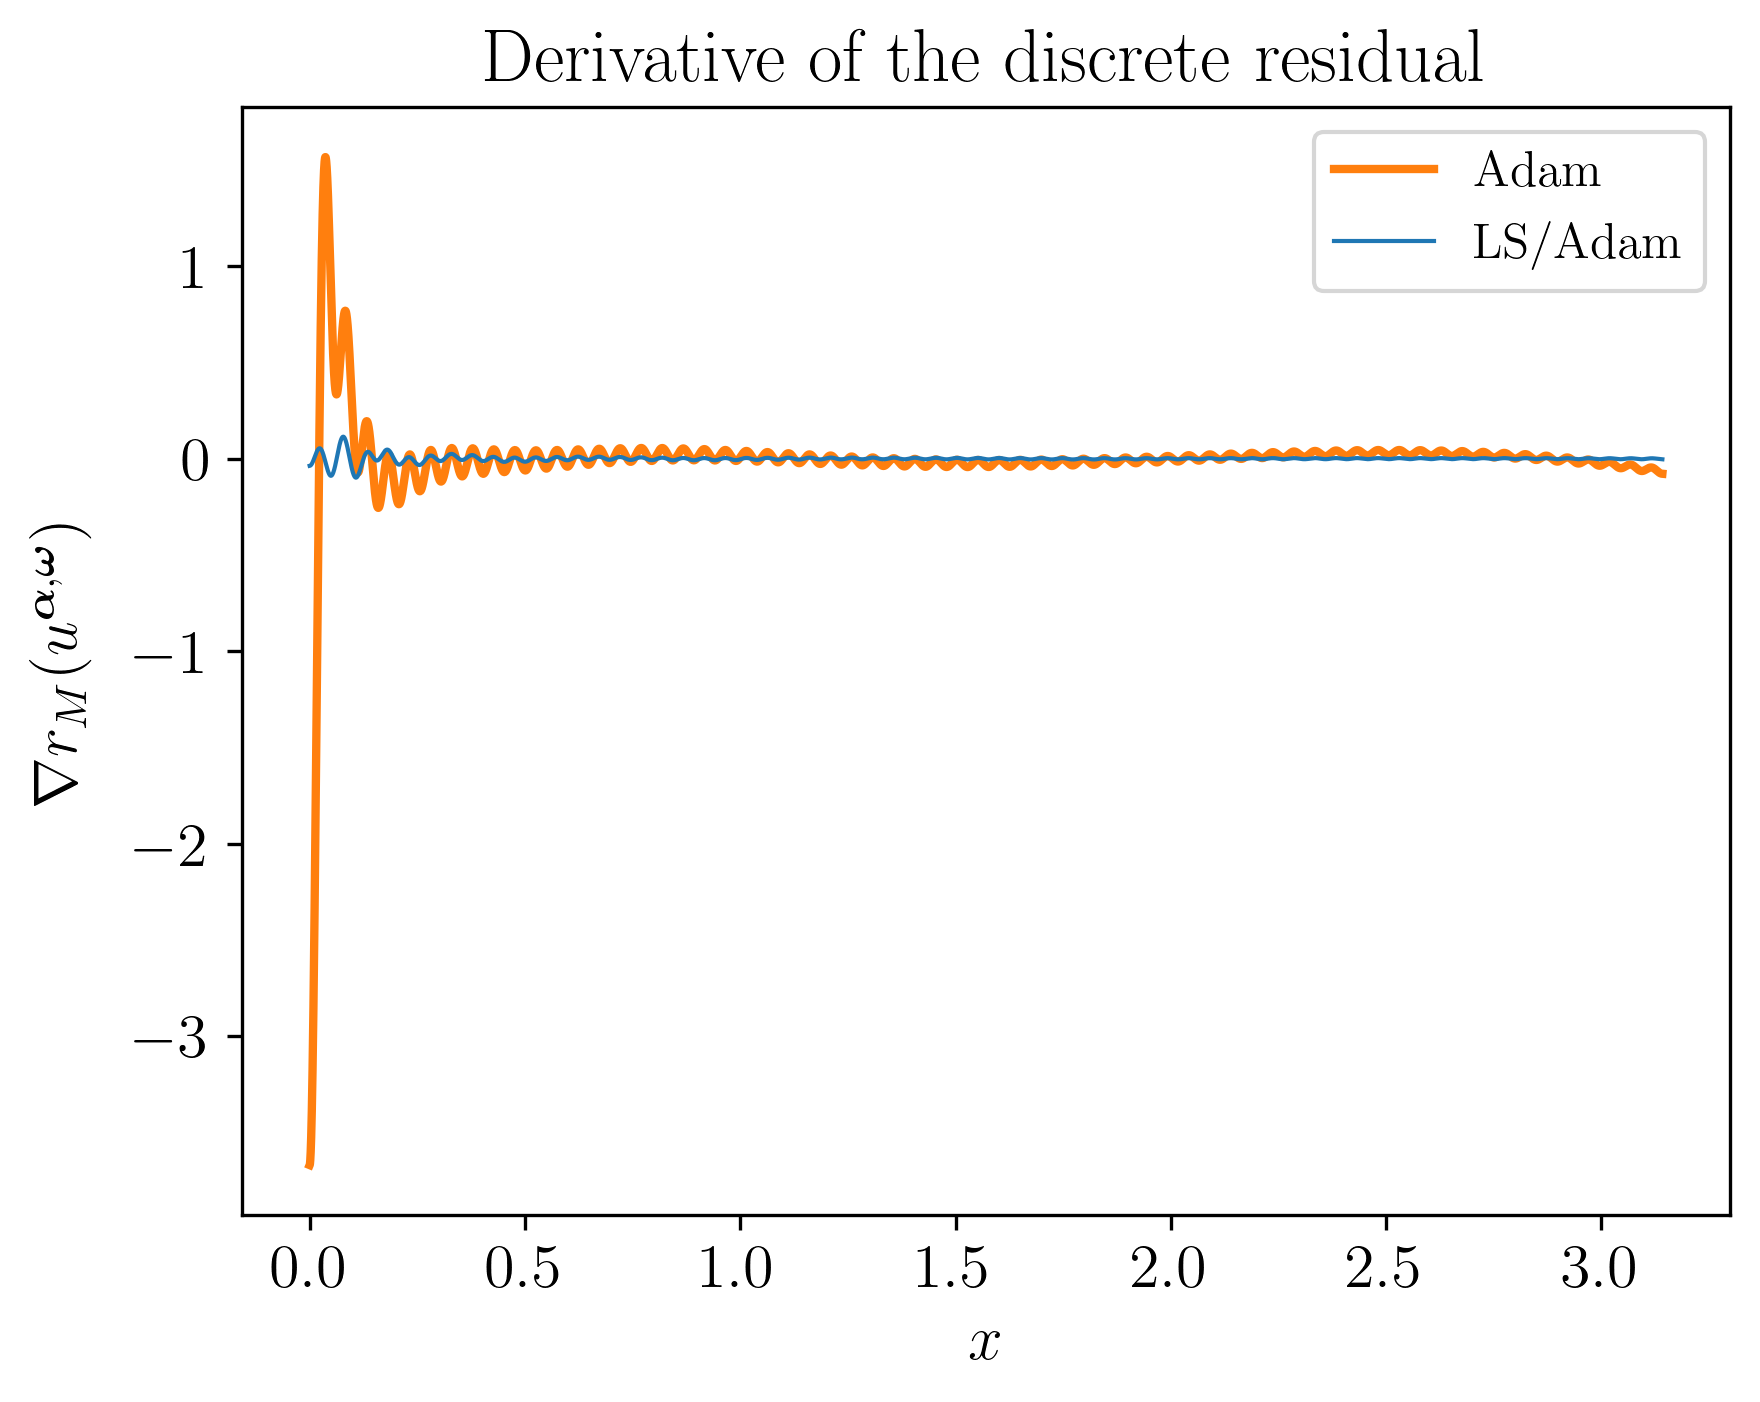 Derivative of the discrete residual
Adam
LS/Adam
1
0
−1
−2
−3
∇r_M(u^{α,ω})
0.0 0.5 1.0 1.5 2.0 2.5 3.0
x